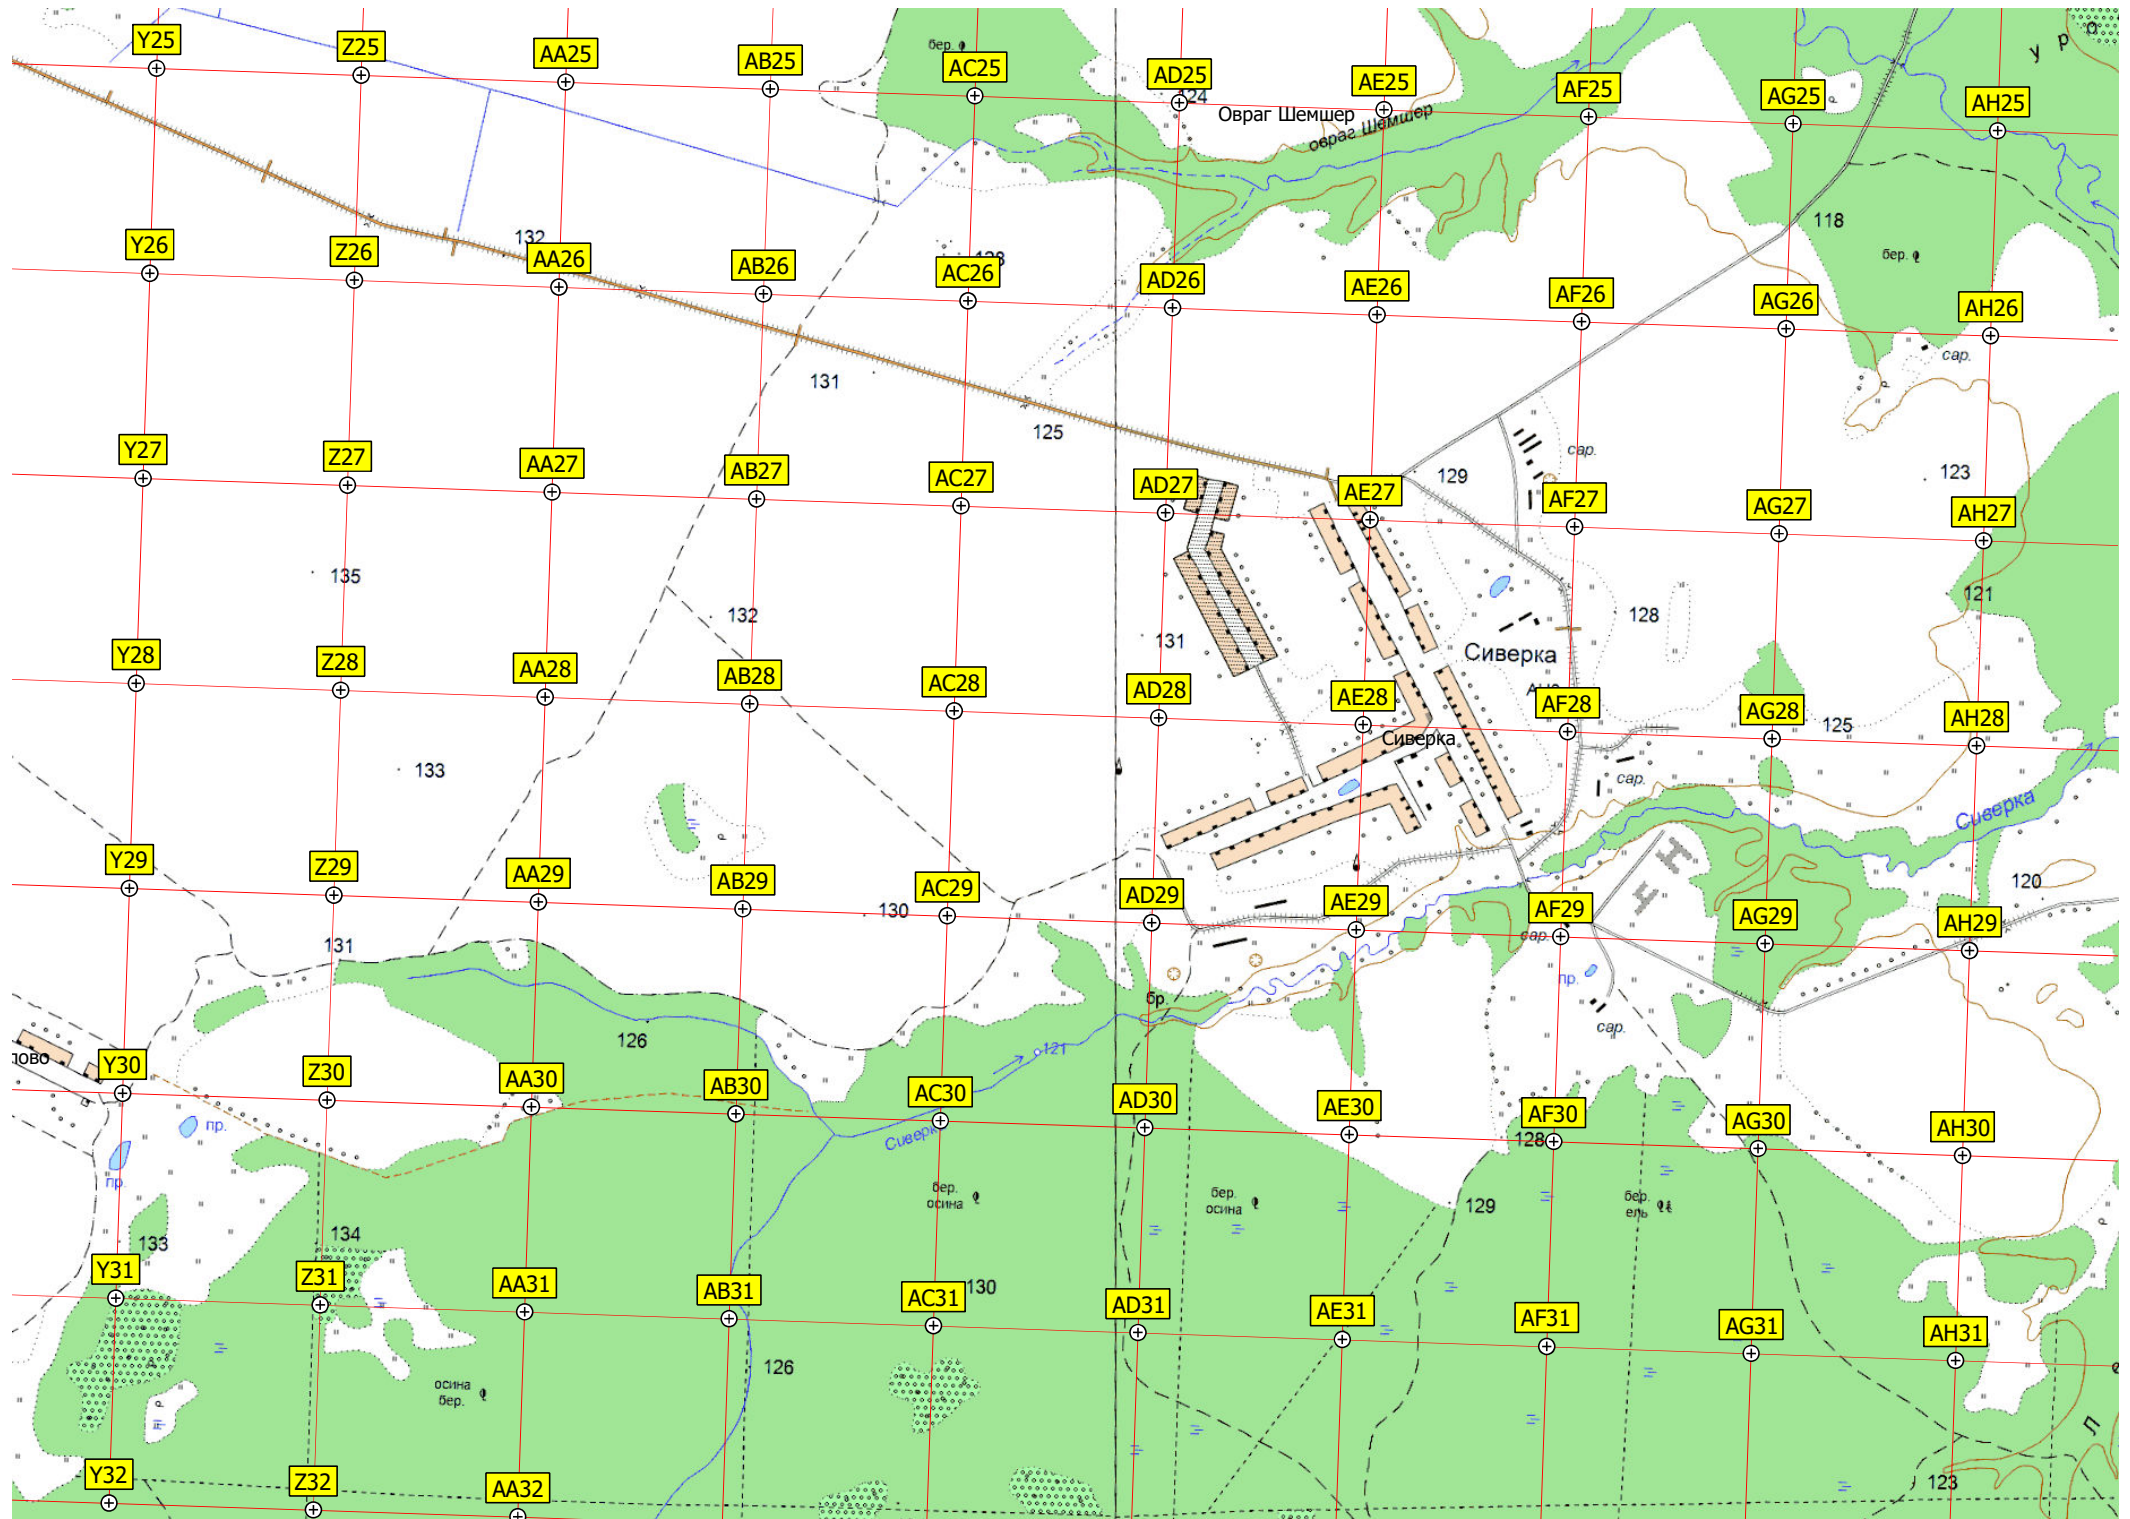 Y25
Z25
AA25
AB25
бер.
AC25
AD25
124
Овраг Шемшер
овраг Шемшер
AE25
AF25
AG25
AH25
у р о
118
бер.
132
Y26
Z26
AA26
AB26
AC26
AD26
AE26
AF26
AG26
AH26
сар.
131
125
Y27
Z27
AA27
AB27
AC27
AD27
AE27
129
сар.
AF27
AG27
123
AH27
135
132
131
128
121
Сиверка
Y28
Z28
AA28
AB28
AC28
AD28
AE28
Сиверка
AF28
AG28
125
AH28
133
сар.
Сиверка
Y29
Z29
AA29
AB29
130
AC29
AD29
AE29
AF29
сар.
AG29
120
AH29
131
пр.
бр.
сар.
126
121
лово
Y30
Z30
AA30
AB30
AC30
Сиверка
AD30
AE30
128
AF30
AG30
AH30
пр.
пр.
бер.
осина
бер.
осина
129
бер.
ель
133
134
Y31
Z31
AA31
AB31
AC31
130
AD31
AE31
AF31
AG31
AH31
126
осина
бер.
Л
Y32
Z32
AA32
123